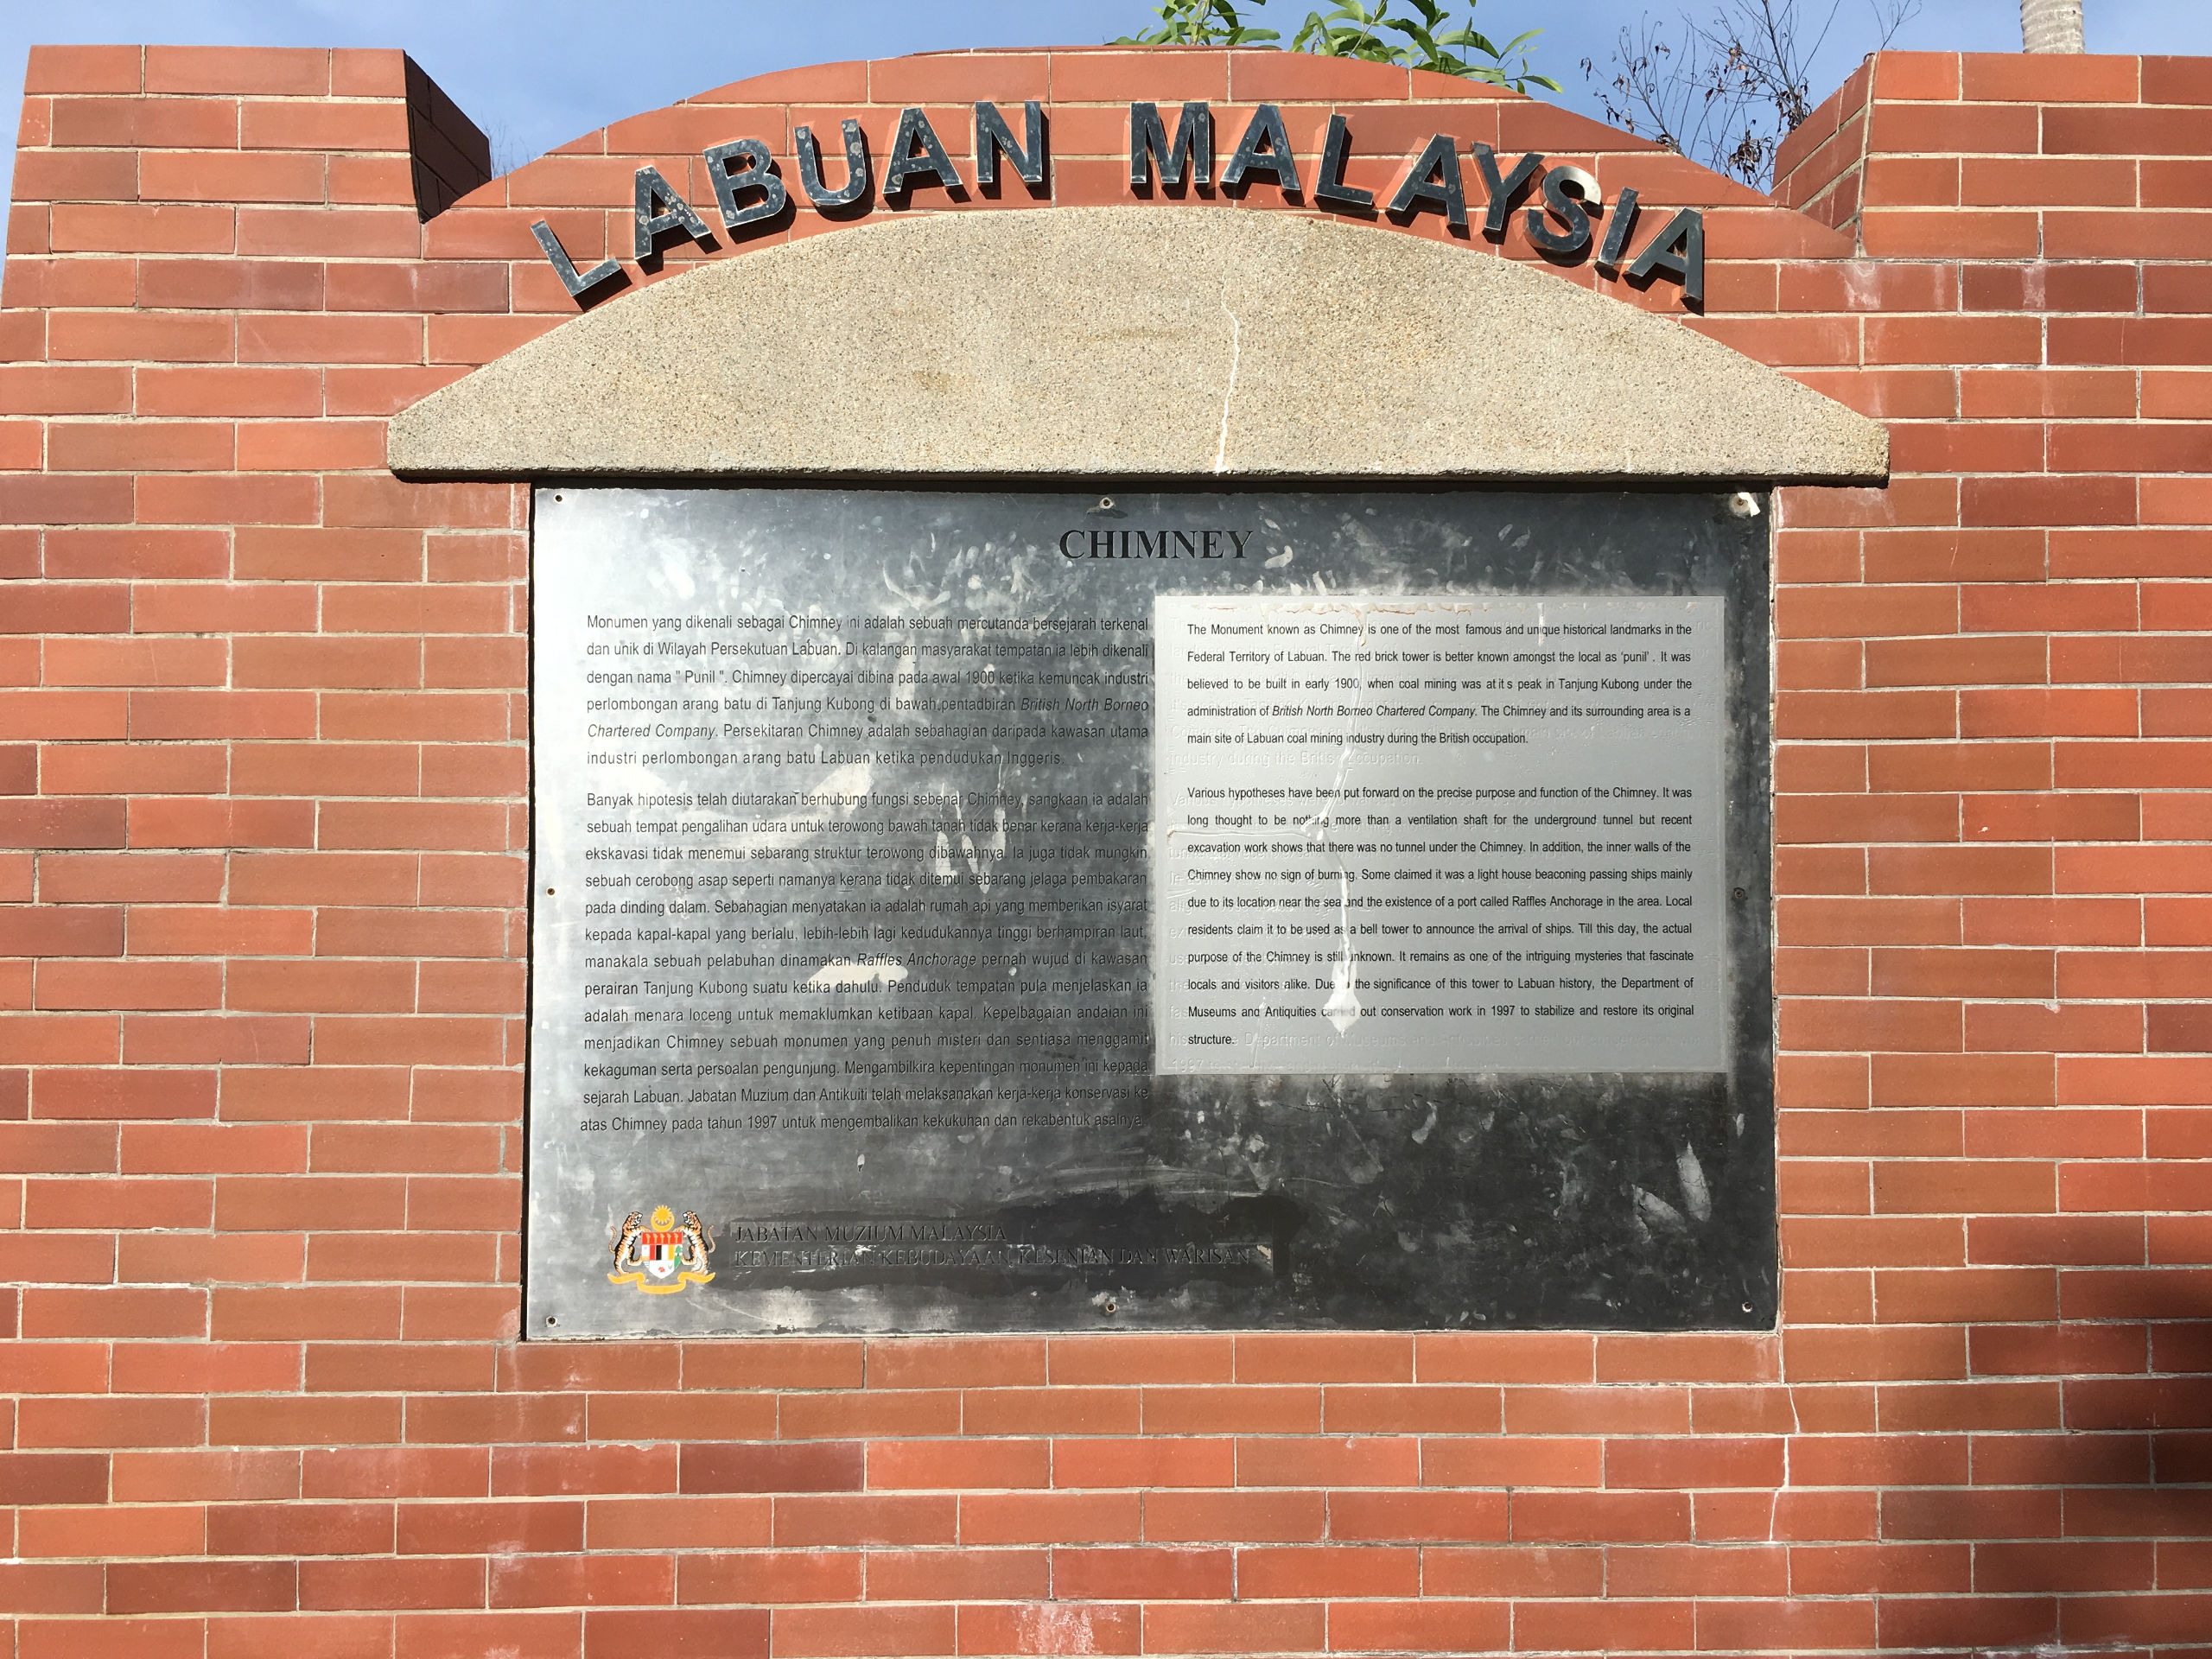 LABUAN MALAYSIA
CHIMNEY
Monumen yang dikenali sebagai Chimney ini adalah sebuah mercutanda bersejarah terkenal
dan unik di Wilayah Persekutuan Labuan. Di kalangan masyarakat tempatan ia lebih dikenali
dengan nama " Punil ". Chimney dipercayai dibina pada awal 1900 ketika kemuncak industri
perlombongan arang batu di Tanjung Kubong di bawah pentadbiran British North Borneo
Chartered Company. Persekitaran Chimney adalah sebahagian daripada kawasan utama
industri perlombongan arang batu Labuan ketika pendudukan Inggeris.
Banyak hipotesis telah diutarakan berhubung fungsi sebenar Chimney, sangkaan ia adalah
sebuah tempat pengalihan udara untuk terowong bawah tanah tidak benar kerana kerja-kerja
ekskavasi tidak menemui sebarang struktur terowong dibawahnya. Ia juga tidak mungkin
sebuah cerobong asap seperti namanya kerana tidak ditemui sebarang jelaga pembakaran
pada dinding dalam. Sebahagian menyatakan ia adalah rumah api yang memberikan isyarat
kepada kapal-kapal yang berlalu, lebih-lebih lagi kedudukannya tinggi berhampiran laut,
manakala sebuah pelabuhan dinamakan Raffles Anchorage pernah wujud di kawasan
perairan Tanjung Kubong suatu ketika dahulu. Penduduk tempatan pula menjelaskan ia
adalah menara loceng untuk memaklumkan ketibaan kapal. Kepelbagaian andaian ini
menjadikan Chimney sebuah monumen yang penuh misteri dan sentiasa menggamit
kekaguman serta persoalan pengunjung. Mengambilkira kepentingan monumen ini kepada
sejarah Labuan. Jabatan Muzium dan Antikuiti telah melaksanakan kerja-kerja konservasi ke
atas Chimney pada tahun 1997 untuk mengembalikan kekukuhan dan rekabentuk asalnya.
The Monument known as Chimney is one of the most famous and unique historical landmarks in the
Federal Territory of Labuan. The red brick tower is better known amongst the local as 'punil' . It was
believed to be built in early 1900, when coal mining was at it s peak in Tanjung Kubong under the
administration of British North Borneo Chartered Company. The Chimney and its surrounding area is a
main site of Labuan coal mining industry during the British occupation.
Various hypotheses have been put forward on the precise purpose and function of the Chimney. It was
long thought to be nothing more than a ventilation shaft for the underground tunnel but recent
excavation work shows that there was no tunnel under the Chimney. In addition, the inner walls of the
Chimney show no sign of burning. Some claimed it was a light house beaconing passing ships mainly
due to its location near the sea and the existence of a port called Raffles Anchorage in the area. Local
residents claim it to be used as a bell tower to announce the arrival of ships. Till this day, the actual
purpose of the Chimney is still unknown. It remains as one of the intriguing mysteries that fascinate
locals and visitors alike. Due to the significance of this tower to Labuan history, the Department of
Museums and Antiquities carried out conservation work in 1997 to stabilize and restore its original
structure.
JABATAN MUZIUM MALAYSIA
KEMENTERIAN KEBUDAYAAN, KESENIAN DAN WARISAN